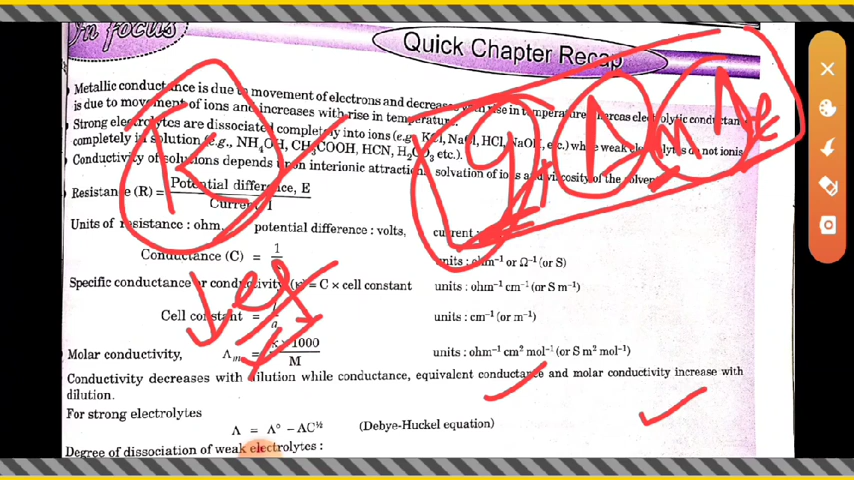 In focus
Quick Chapter Recap
Metallic conductance is due to movement of electrons and decreases with rise in temperature whereas electrolytic conductance
is due to movement of ions and increases with rise in temperature.
Strong electrolytes are dissociated completely into ions (e.g., KCl, NaCl, HCl, NaOH, etc.) while weak electrolytes do not ionise
completely in solution (e.g., NH₄OH, CH₃COOH, HCN, H₂CO₃ etc.).
Conductivity of solutions depends upon interionic attraction, solvation of ions and viscosity of the solvent
Resistance (R) = Potential difference, E / Current, I
Units of resistance : ohm, potential difference : volts, current
Conductance (C) = 1 units : ohm⁻¹ or Ω⁻¹ (or S)
Specific conductance or conductivity (κ) = C × cell constant units : ohm⁻¹ cm⁻¹ (or S m⁻¹)
Cell constant = l / a units : cm⁻¹ (or m⁻¹)
Molar conductivity, Λm = κ × 1000 / M units : ohm⁻¹ cm² mol⁻¹ (or S m² mol⁻¹)
Conductivity decreases with dilution while conductance, equivalent conductance and molar conductivity increase with
dilution.
For strong electrolytes
Λ = Λ° – AC^½ (Debye-Huckel equation)
Degree of dissociation of weak electrolytes :